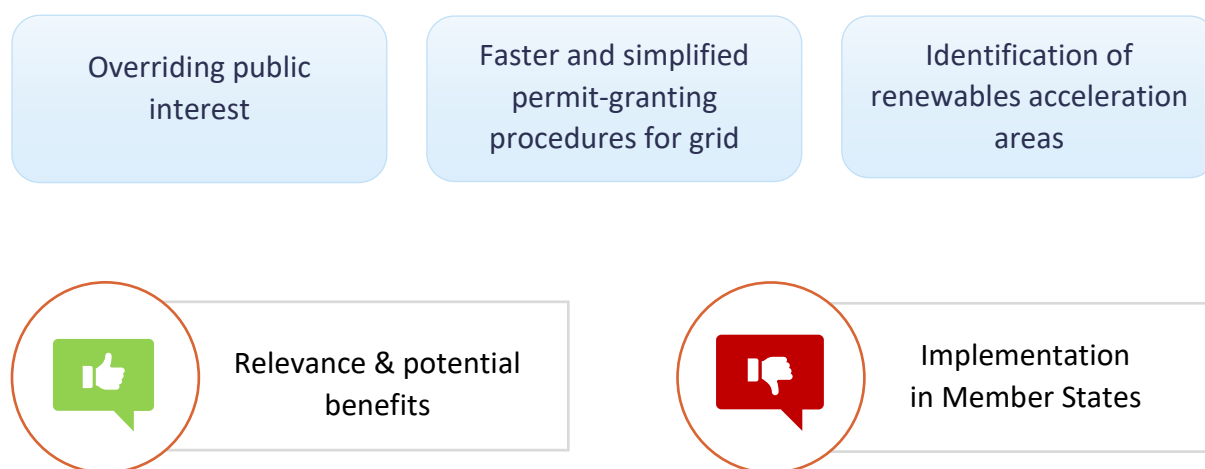 Overriding public
interest
Faster and simplified
permit-granting
procedures for grid
Identification of
renewables acceleration
areas
Relevance & potential
benefits
Implementation
in Member States